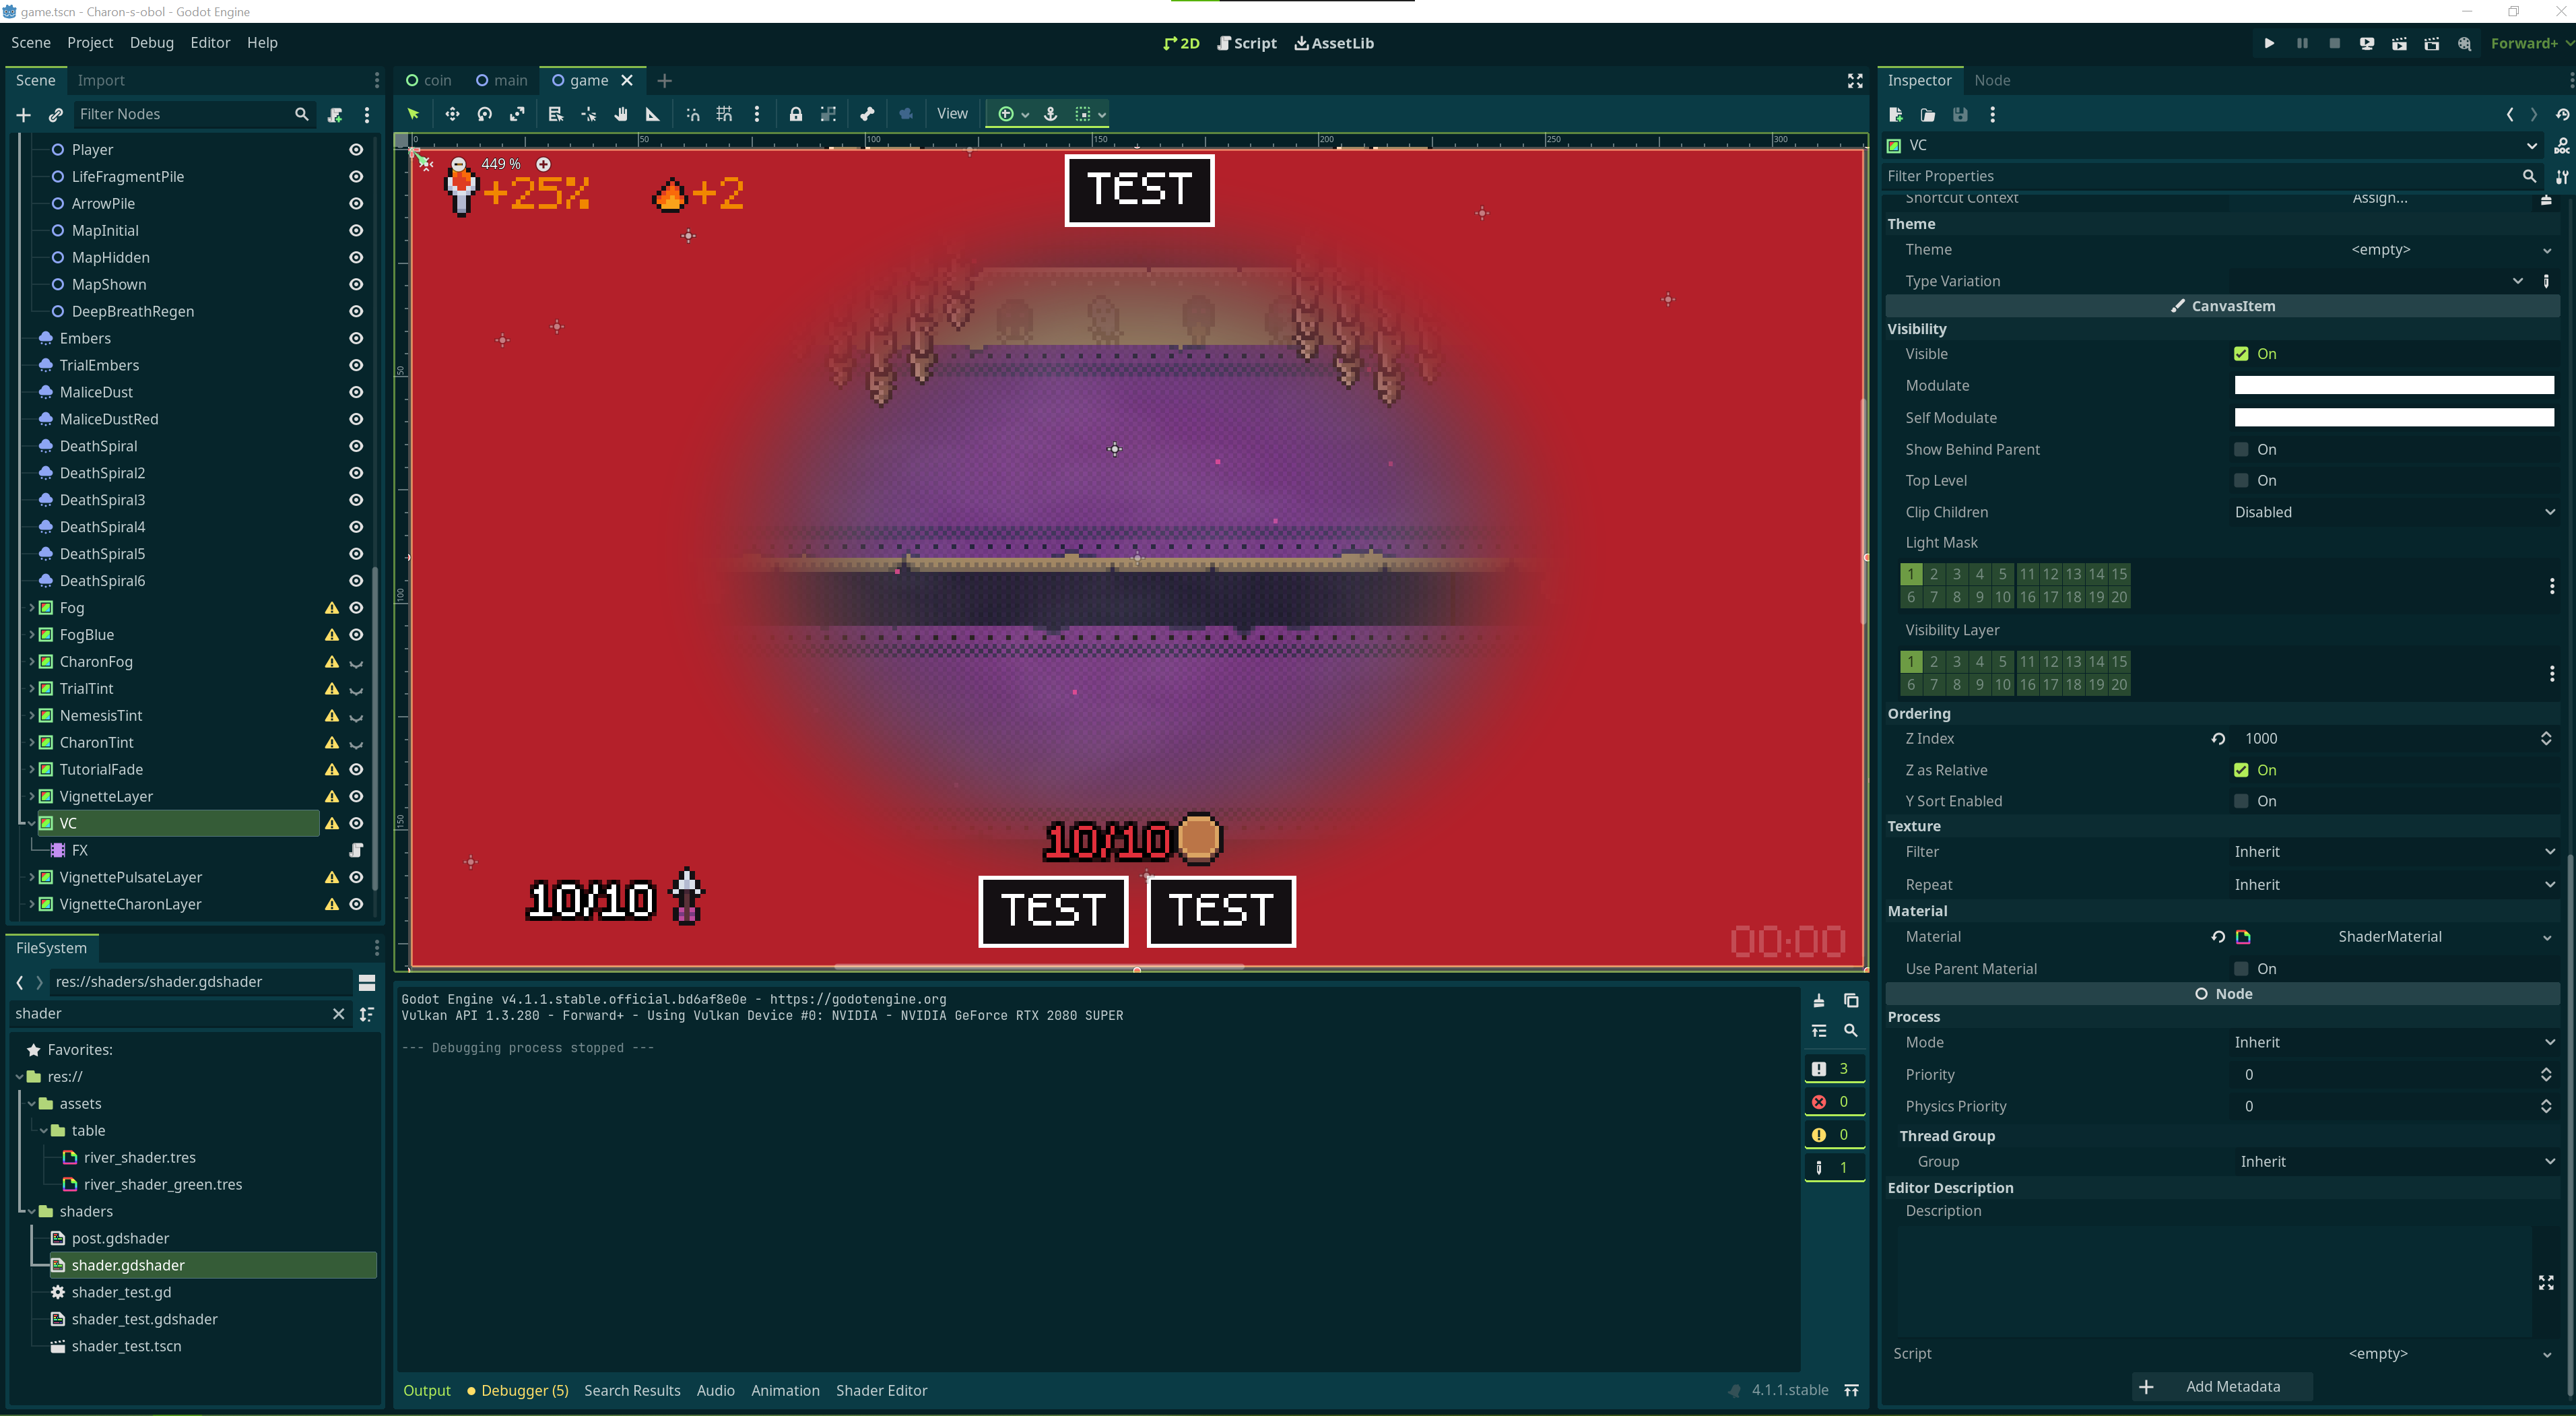 game.tscn - Charon-s-obol - Godot Engine
Scene Project Debug Editor Help
2D Script AssetLib
Forward+
Scene Import
Filter Nodes
Player
LifeFragmentPile
ArrowPile
MapInitial
MapHidden
MapShown
DeepBreathRegen
Embers
TrialEmbers
MaliceDust
MaliceDustRed
DeathSpiral
DeathSpiral2
DeathSpiral3
DeathSpiral4
DeathSpiral5
DeathSpiral6
Fog
FogBlue
CharonFog
TrialTint
NemesisTint
CharonTint
TutorialFade
VignetteLayer
VC
FX
VignettePulsateLayer
VignetteCharonLayer
FileSystem
res://shaders/shader.gdshader
shader
Favorites:
res://
assets
table
river_shader.tres
river_shader_green.tres
shaders
post.gdshader
shader.gdshader
shader_test.gd
shader_test.gdshader
shader_test.tscn
coin main game
View
0 50 100 150 200 250 300
50
100
150
449 %
+25% +2
TEST
10/10
10/10
TEST TEST
00:00
Godot Engine v4.1.1.stable.official.bd6af8e0e - https://godotengine.org
Vulkan API 1.3.280 - Forward+ - Using Vulkan Device #0: NVIDIA - NVIDIA GeForce RTX 2080 SUPER
--- Debugging process stopped ---
3
0
0
1
Output Debugger (5) Search Results Audio Animation Shader Editor
4.1.1.stable
Inspector Node
VC
Filter Properties
Shortcut Context Assign...
Theme
Theme <empty>
Type Variation
CanvasItem
Visibility
Visible On
Modulate
Self Modulate
Show Behind Parent On
Top Level On
Clip Children Disabled
Light Mask
1 2 3 4 5 11 12 13 14 15
6 7 8 9 10 16 17 18 19 20
Visibility Layer
1 2 3 4 5 11 12 13 14 15
6 7 8 9 10 16 17 18 19 20
Ordering
Z Index 1000
Z as Relative On
Y Sort Enabled On
Texture
Filter Inherit
Repeat Inherit
Material
Material ShaderMaterial
Use Parent Material On
Node
Process
Mode Inherit
Priority 0
Physics Priority 0
Thread Group
Group Inherit
Editor Description
Description
Script <empty>
Add Metadata